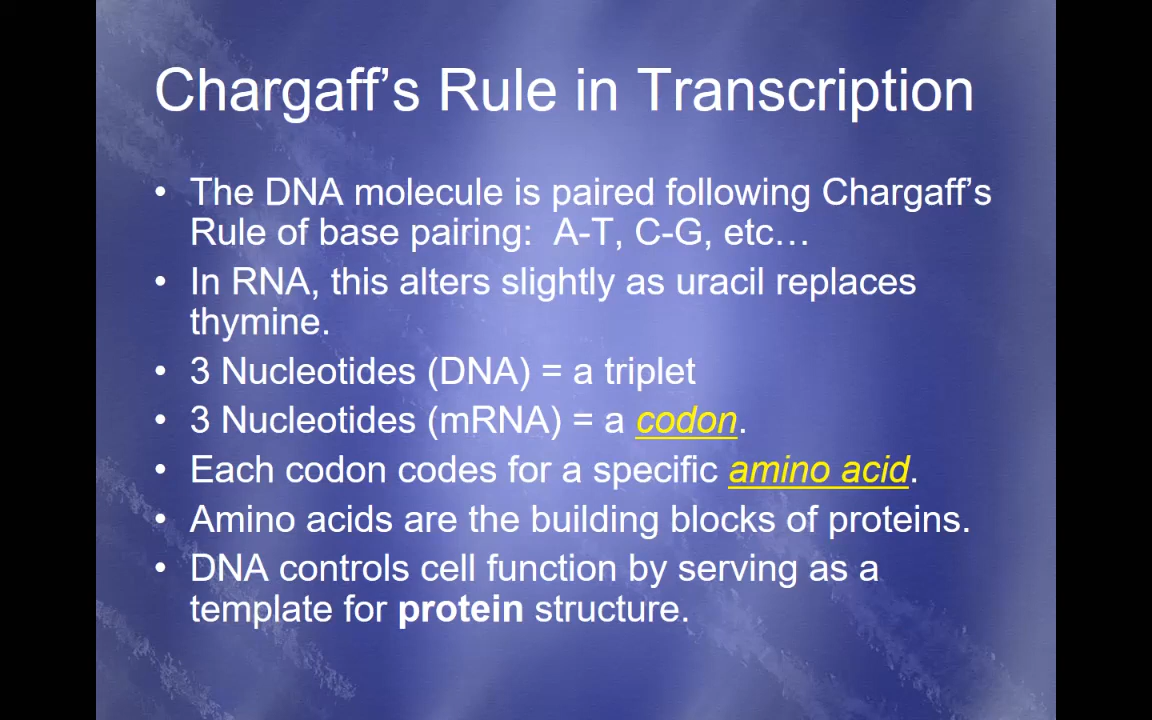 Chargaff’s Rule in Transcription
• The DNA molecule is paired following Chargaff’s
Rule of base pairing:  A-T, C-G, etc…
• In RNA, this alters slightly as uracil replaces
thymine.
• 3 Nucleotides (DNA) = a triplet
• 3 Nucleotides (mRNA) = a codon.
• Each codon codes for a specific amino acid.
• Amino acids are the building blocks of proteins.
• DNA controls cell function by serving as a
template for protein structure.